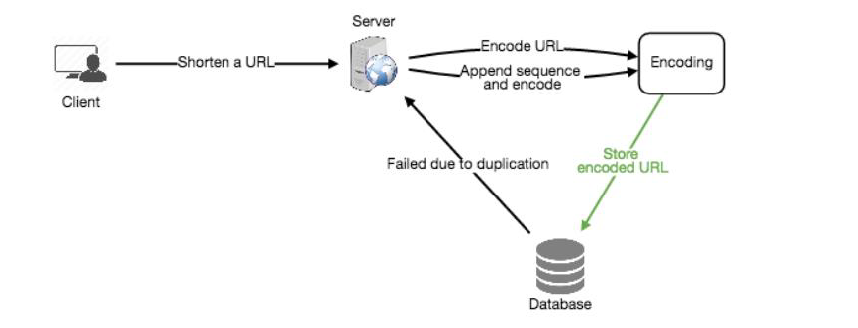 Server
Shorten a URL
Encode URL
Append sequence
and encode
Encoding
Client
Failed due to duplication
Store
encoded URL
Database